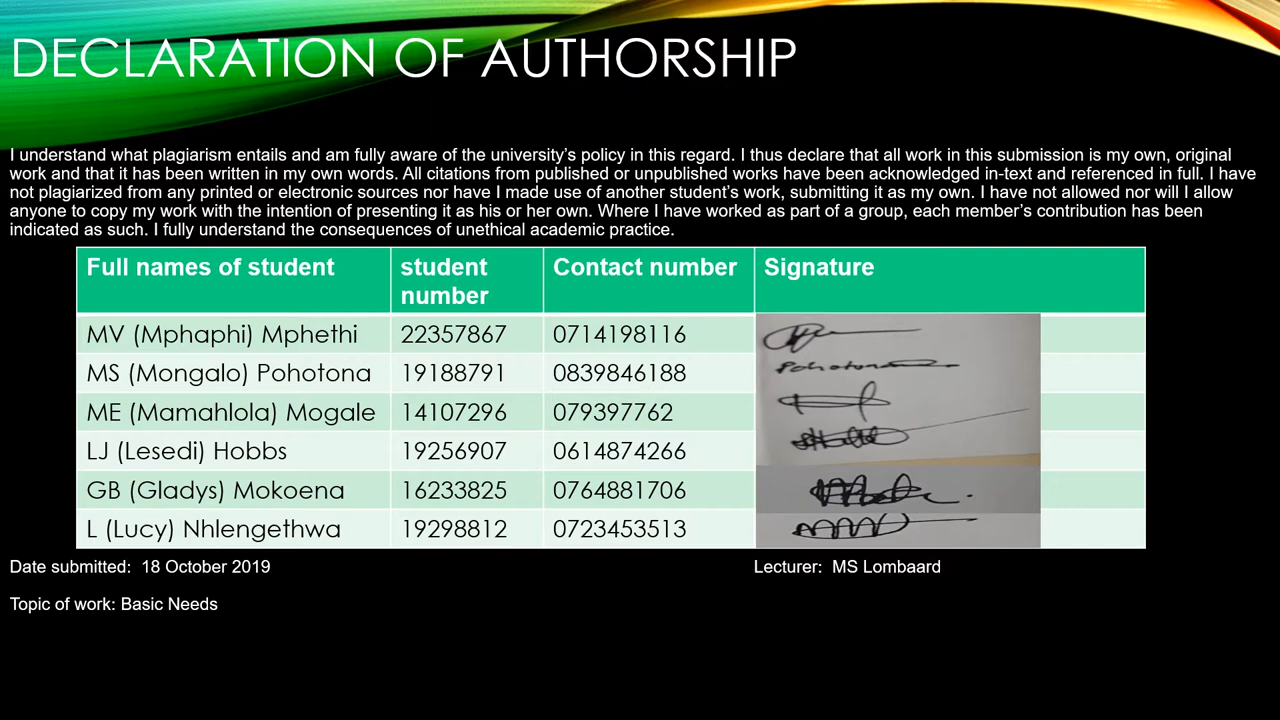 DECLARATION OF AUTHORSHIP
I understand what plagiarism entails and am fully aware of the university's policy in this regard. I thus declare that all work in this submission is my own, original
work and that it has been written in my own words. All citations from published or unpublished works have been acknowledged in-text and referenced in full. I have
not plagiarized from any printed or electronic sources nor have I made use of another student's work, submitting it as my own. I have not allowed nor will I allow
anyone to copy my work with the intention of presenting it as his or her own. Where I have worked as part of a group, each member's contribution has been
indicated as such. I fully understand the consequences of unethical academic practice.
Full names of student student number Contact number Signature
MV (Mphaphi) Mphethi 22357867 0714198116
MS (Mongalo) Pohotona 19188791 0839846188 Pohotona
ME (Mamahlola) Mogale 14107296 079397762
LJ (Lesedi) Hobbs 19256907 0614874266
GB (Gladys) Mokoena 16233825 0764881706
L (Lucy) Nhlengethwa 19298812 0723453513
Date submitted: 18 October 2019 Lecturer: MS Lombaard
Topic of work: Basic Needs